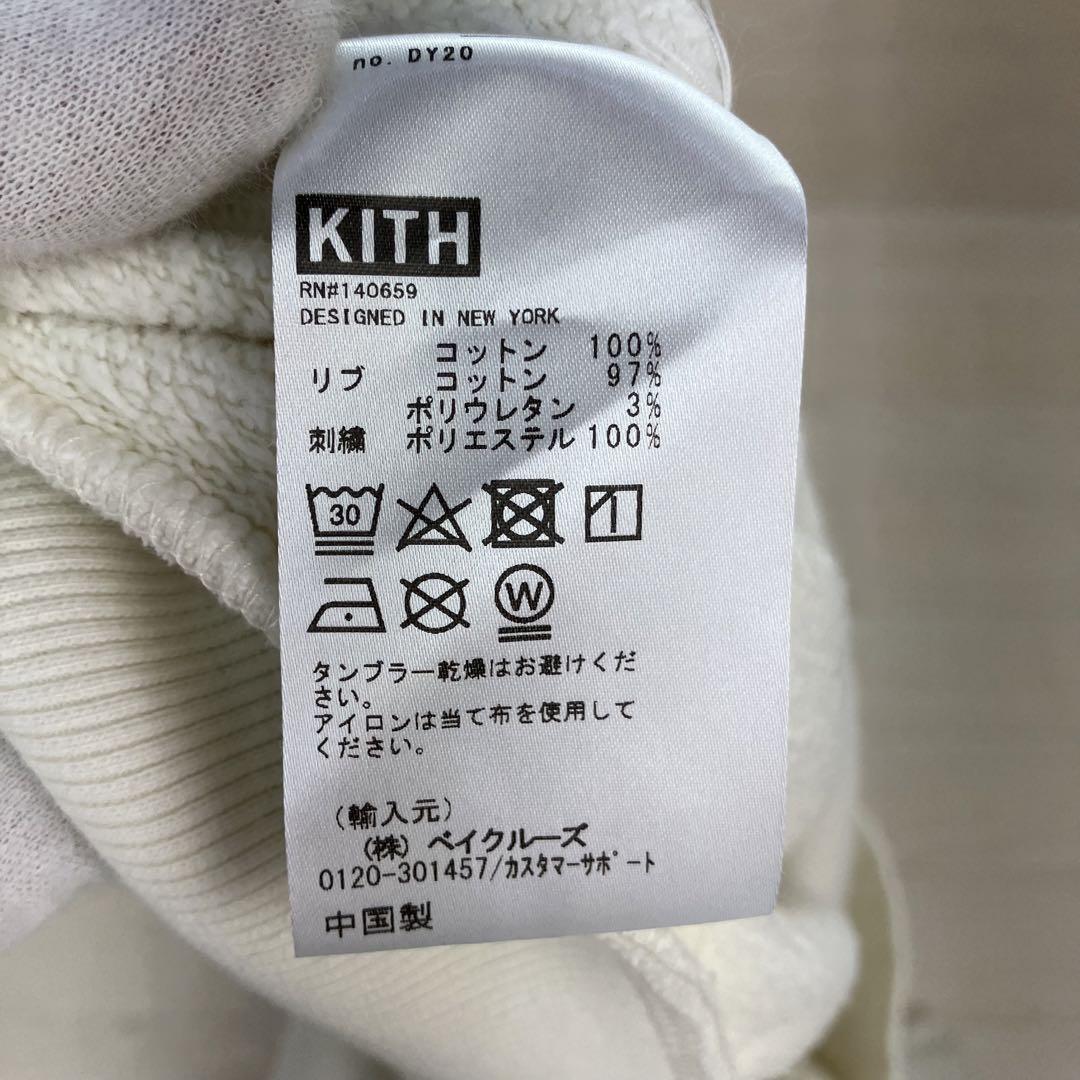 no. DY20
KITH
RN#140659
DESIGNED IN NEW YORK
コットン 100%
リブ コットン 97%
ポリウレタン 3%
刺繍 ポリエステル 100%
30
W
タンブラー乾燥はお避けくだ
さい。
アイロンは当て布を使用して
ください。
(輸入元)
(株) ベイクルーズ
0120-301457/ｶｽﾀﾏｰｻﾎﾟｰﾄ
中国製